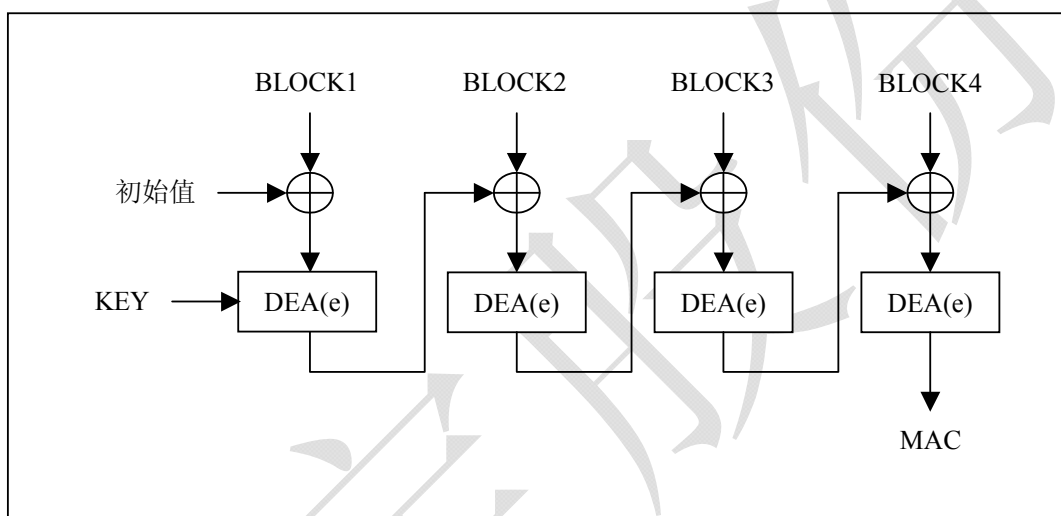 BLOCK1 BLOCK2 BLOCK3 BLOCK4
初始值
KEY DEA(e) DEA(e) DEA(e) DEA(e)
MAC